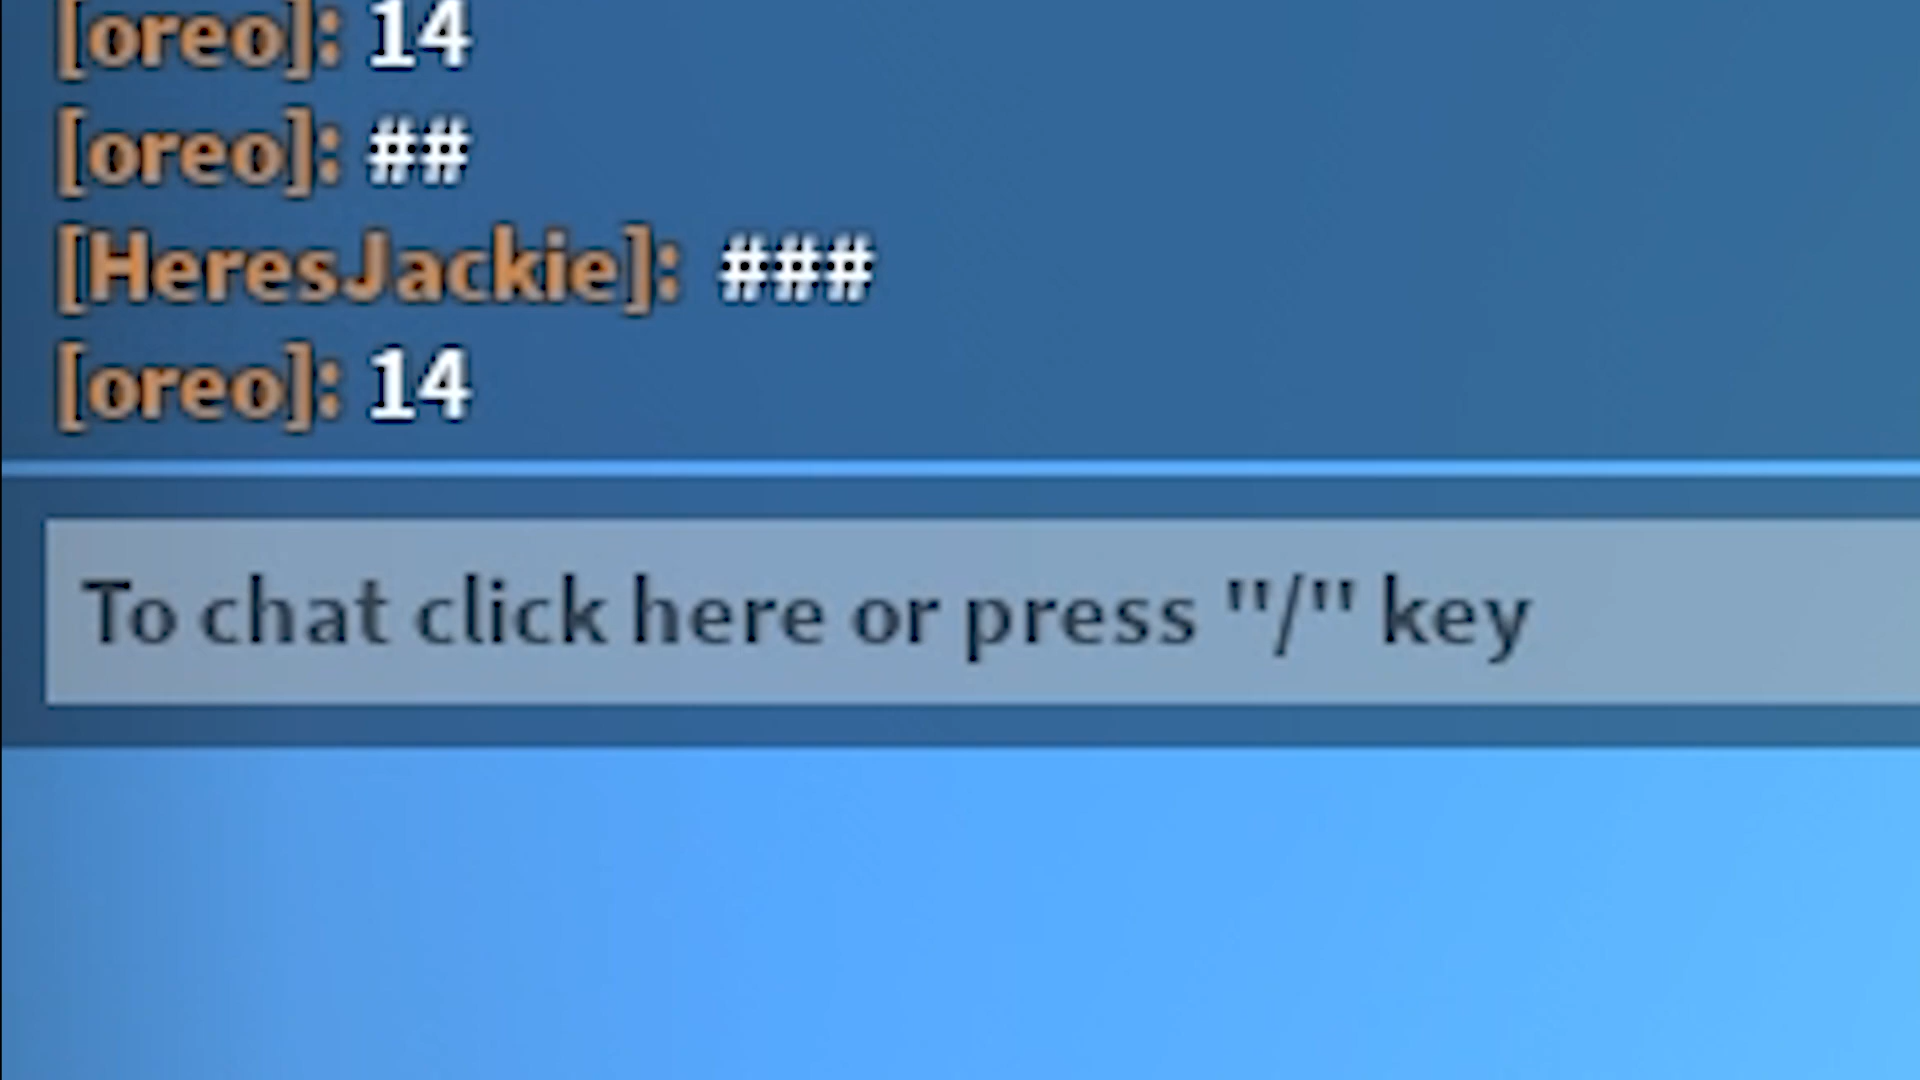 [oreo]: 14
[oreo]: ##
[HeresJackie]: ###
[oreo]: 14
To chat click here or press "/" key